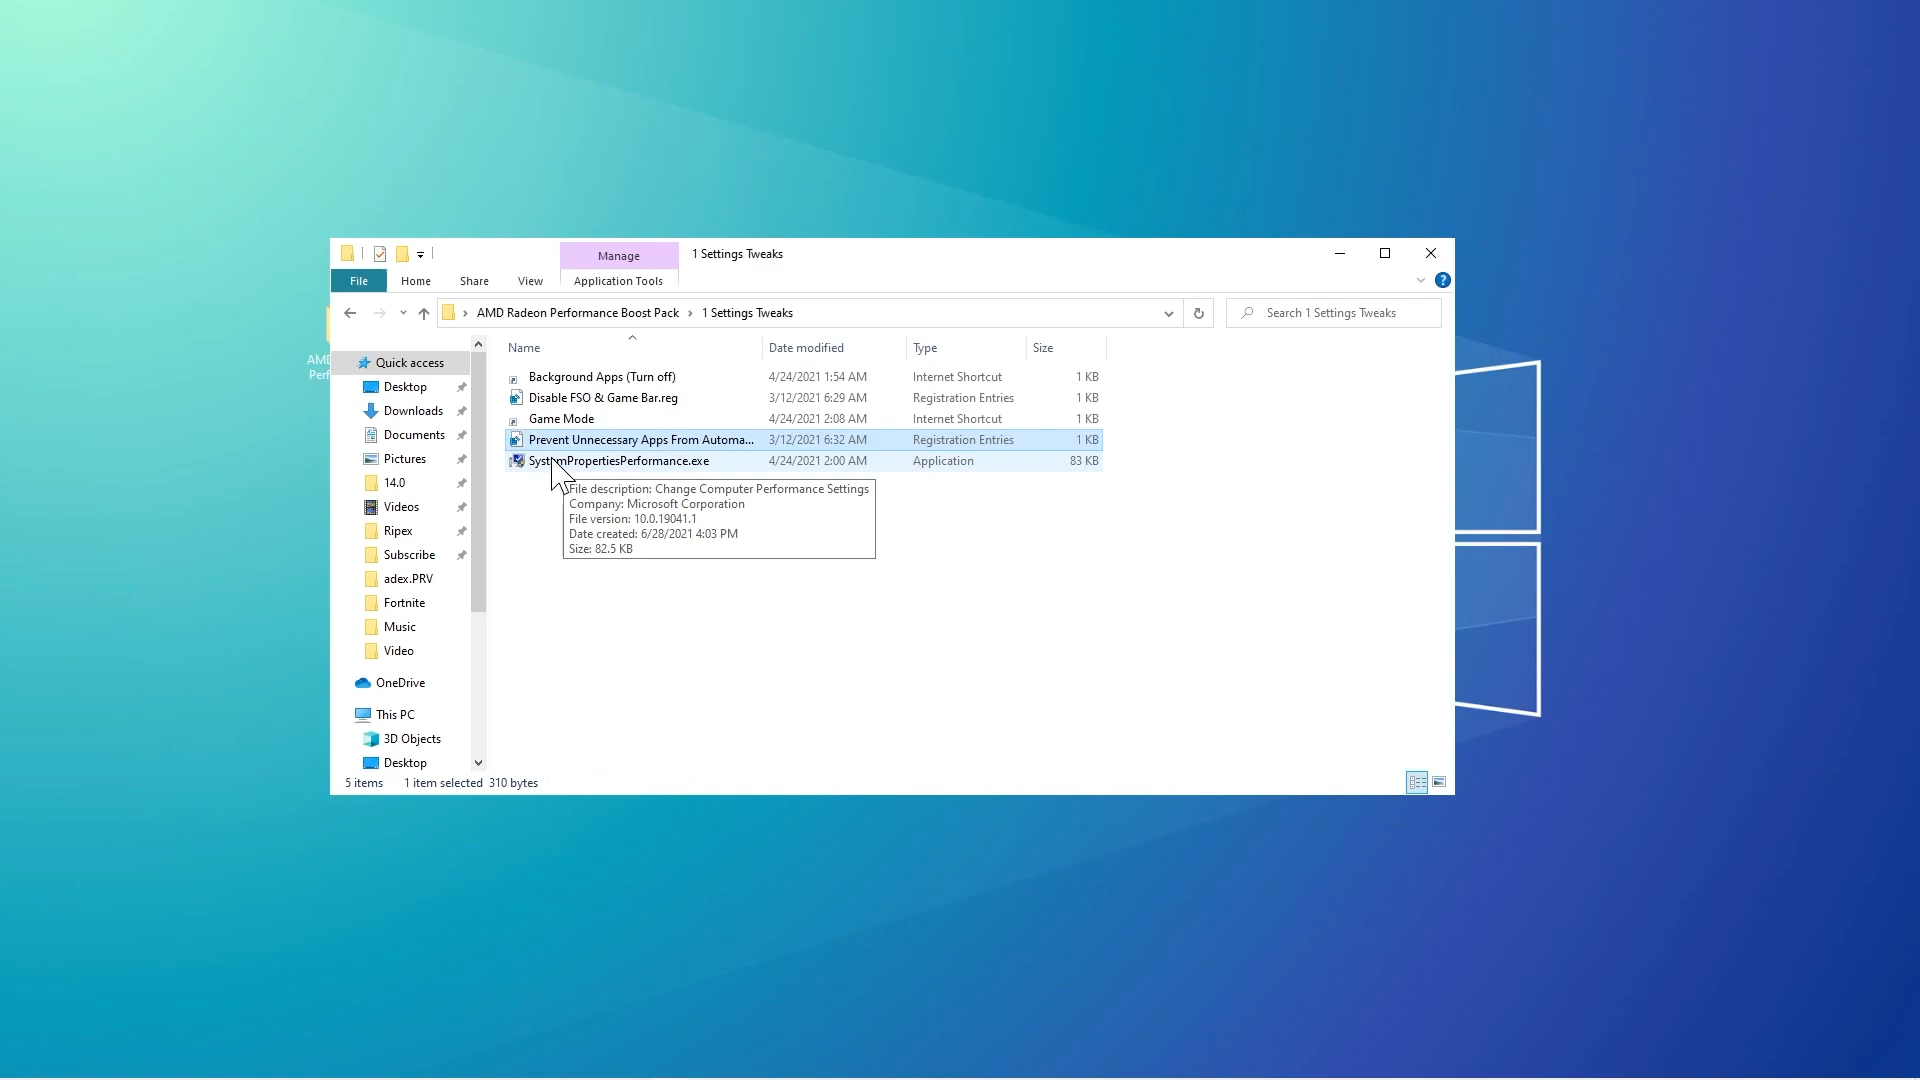 Manage
1 Settings Tweaks
File
Home
Share
View
Application Tools
AMD Radeon Performance Boost Pack
1 Settings Tweaks
Search 1 Settings Tweaks
AMD
Perf
Name
Date modified
Type
Size
Background Apps (Turn off) 4/24/2021 1:54 AM Internet Shortcut 1 KB
Disable FSO & Game Bar.reg 3/12/2021 6:29 AM Registration Entries 1 KB
Game Mode 4/24/2021 2:08 AM Internet Shortcut 1 KB
Prevent Unnecessary Apps From Automa... 3/12/2021 6:32 AM Registration Entries 1 KB
SystemPropertiesPerformance.exe 4/24/2021 2:00 AM Application 83 KB
File description: Change Computer Performance Settings
Company: Microsoft Corporation
File version: 10.0.19041.1
Date created: 6/28/2021 4:03 PM
Size: 82.5 KB
Quick access
Desktop
Downloads
Documents
Pictures
14.0
Videos
Ripex
Subscribe
adex.PRV
Fortnite
Music
Video
OneDrive
This PC
3D Objects
Desktop
5 items
1 item selected 310 bytes